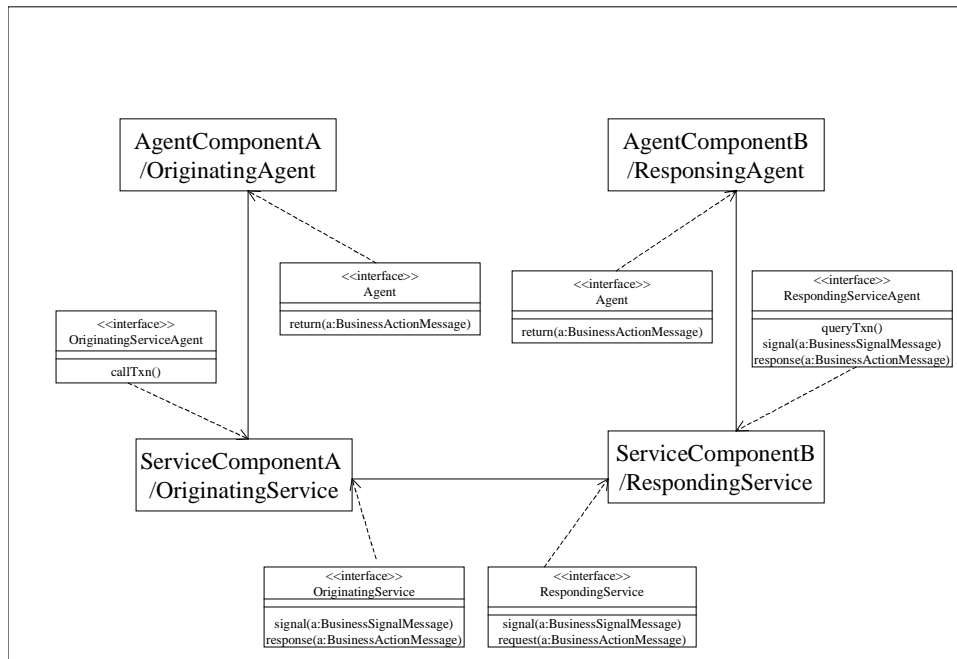 AgentComponentA
/OriginatingAgent
AgentComponentB
/ResponsingAgent
<<interface>>
Agent
return(a:BusinessActionMessage)
<<interface>>
Agent
return(a:BusinessActionMessage)
<<interface>>
RespondingServiceAgent
queryTxn()
signal(a:BusinessSignalMessage)
response(a:BusinessActionMessage)
<<interface>>
OriginatingServiceAgent
callTxn()
ServiceComponentA
/OriginatingService
ServiceComponentB
/RespondingService
<<interface>>
OriginatingService
signal(a:BusinessSignalMessage)
response(a:BusinessActionMessage)
<<interface>>
RespondingService
signal(a:BusinessSignalMessage)
request(a:BusinessActionMessage)